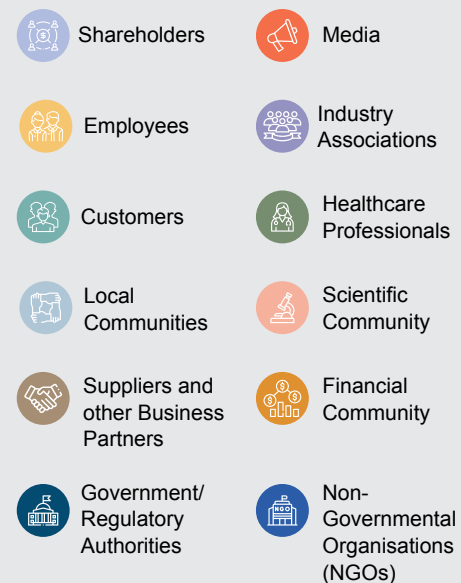 Shareholders
Media
Employees
Industry
Associations
Customers
Healthcare
Professionals
Local
Communities
Scientific
Community
Suppliers and
other Business
Partners
Financial
Community
Government/
Regulatory
Authorities
NGO
Non-
Governmental
Organisations
(NGOs)